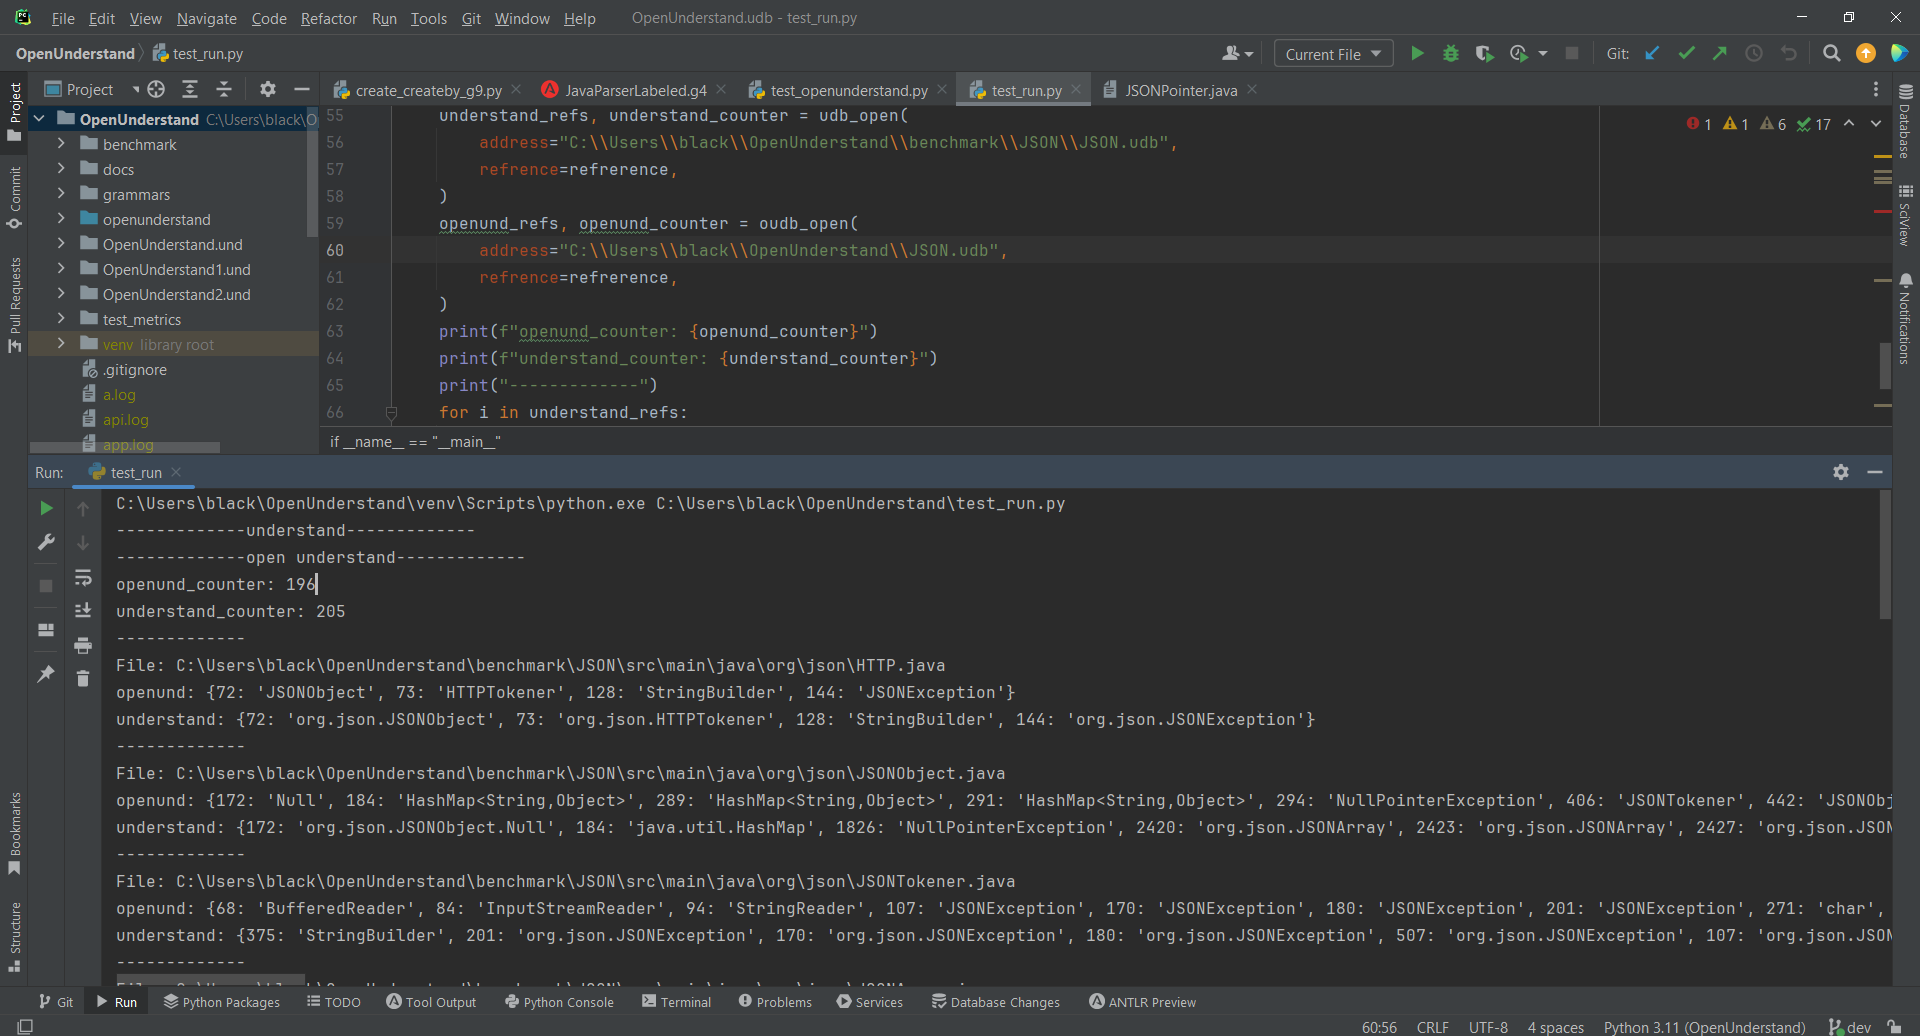 File Edit View Navigate Code Refactor Run Tools Git Window Help OpenUnderstand.udb - test_run.py
OpenUnderstand test_run.py Current File Git:
Project
create_createby_g9.py JavaParserLabeled.g4 test_openunderstand.py test_run.py JSONPointer.java
OpenUnderstand C:\Users\black\O
benchmark
docs
grammars
openunderstand
OpenUnderstand.und
OpenUnderstand1.und
OpenUnderstand2.und
test_metrics
venv library root
.gitignore
a.log
api.log
app.log
1 1 6 17
55 understand_refs, understand_counter = udb_open(
56 address="C:\\Users\\black\\OpenUnderstand\\benchmark\\JSON\\JSON.udb",
57 refrence=refrerence,
58 )
59 openund_refs, openund_counter = oudb_open(
60 address="C:\\Users\\black\\OpenUnderstand\\JSON.udb",
61 refrence=refrerence,
62 )
63 print(f"openund_counter: {openund_counter}")
64 print(f"understand_counter: {understand_counter}")
65 print("-------------")
66 for i in understand_refs:
if __name__ == "__main__"
Project
Commit
Pull Requests
Bookmarks
Structure
Database
SciView
Notifications
Run: test_run
C:\Users\black\OpenUnderstand\venv\Scripts\python.exe C:\Users\black\OpenUnderstand\test_run.py
-------------understand-------------
-------------open understand-------------
openund_counter: 196
understand_counter: 205
-------------
File: C:\Users\black\OpenUnderstand\benchmark\JSON\src\main\java\org\json\HTTP.java
openund: {72: 'JSONObject', 73: 'HTTPTokener', 128: 'StringBuilder', 144: 'JSONException'}
understand: {72: 'org.json.JSONObject', 73: 'org.json.HTTPTokener', 128: 'StringBuilder', 144: 'org.json.JSONException'}
-------------
File: C:\Users\black\OpenUnderstand\benchmark\JSON\src\main\java\org\json\JSONObject.java
openund: {172: 'Null', 184: 'HashMap<String,Object>', 289: 'HashMap<String,Object>', 291: 'HashMap<String,Object>', 294: 'NullPointerException', 406: 'JSONTokener', 442: 'JSONObj
understand: {172: 'org.json.JSONObject.Null', 184: 'java.util.HashMap', 1826: 'NullPointerException', 2420: 'org.json.JSONArray', 2423: 'org.json.JSONArray', 2427: 'org.json.JSON
-------------
File: C:\Users\black\OpenUnderstand\benchmark\JSON\src\main\java\org\json\JSONTokener.java
openund: {68: 'BufferedReader', 84: 'InputStreamReader', 94: 'StringReader', 107: 'JSONException', 170: 'JSONException', 180: 'JSONException', 201: 'JSONException', 271: 'char',
understand: {375: 'StringBuilder', 201: 'org.json.JSONException', 170: 'org.json.JSONException', 180: 'org.json.JSONException', 507: 'org.json.JSONException', 107: 'org.json.JSON
-------------
Git Run Python Packages TODO Tool Output Python Console Terminal Problems Services Database Changes ANTLR Preview
60:56 CRLF UTF-8 4 spaces Python 3.11 (OpenUnderstand) dev